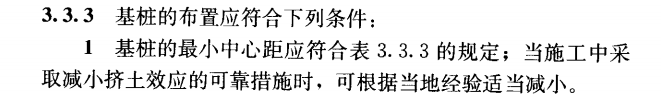 3.3.3 基桩的布置应符合下列条件：
1 基桩的最小中心距应符合表 3.3.3 的规定；当施工中采
取减小挤土效应的可靠措施时，可根据当地经验适当减小。